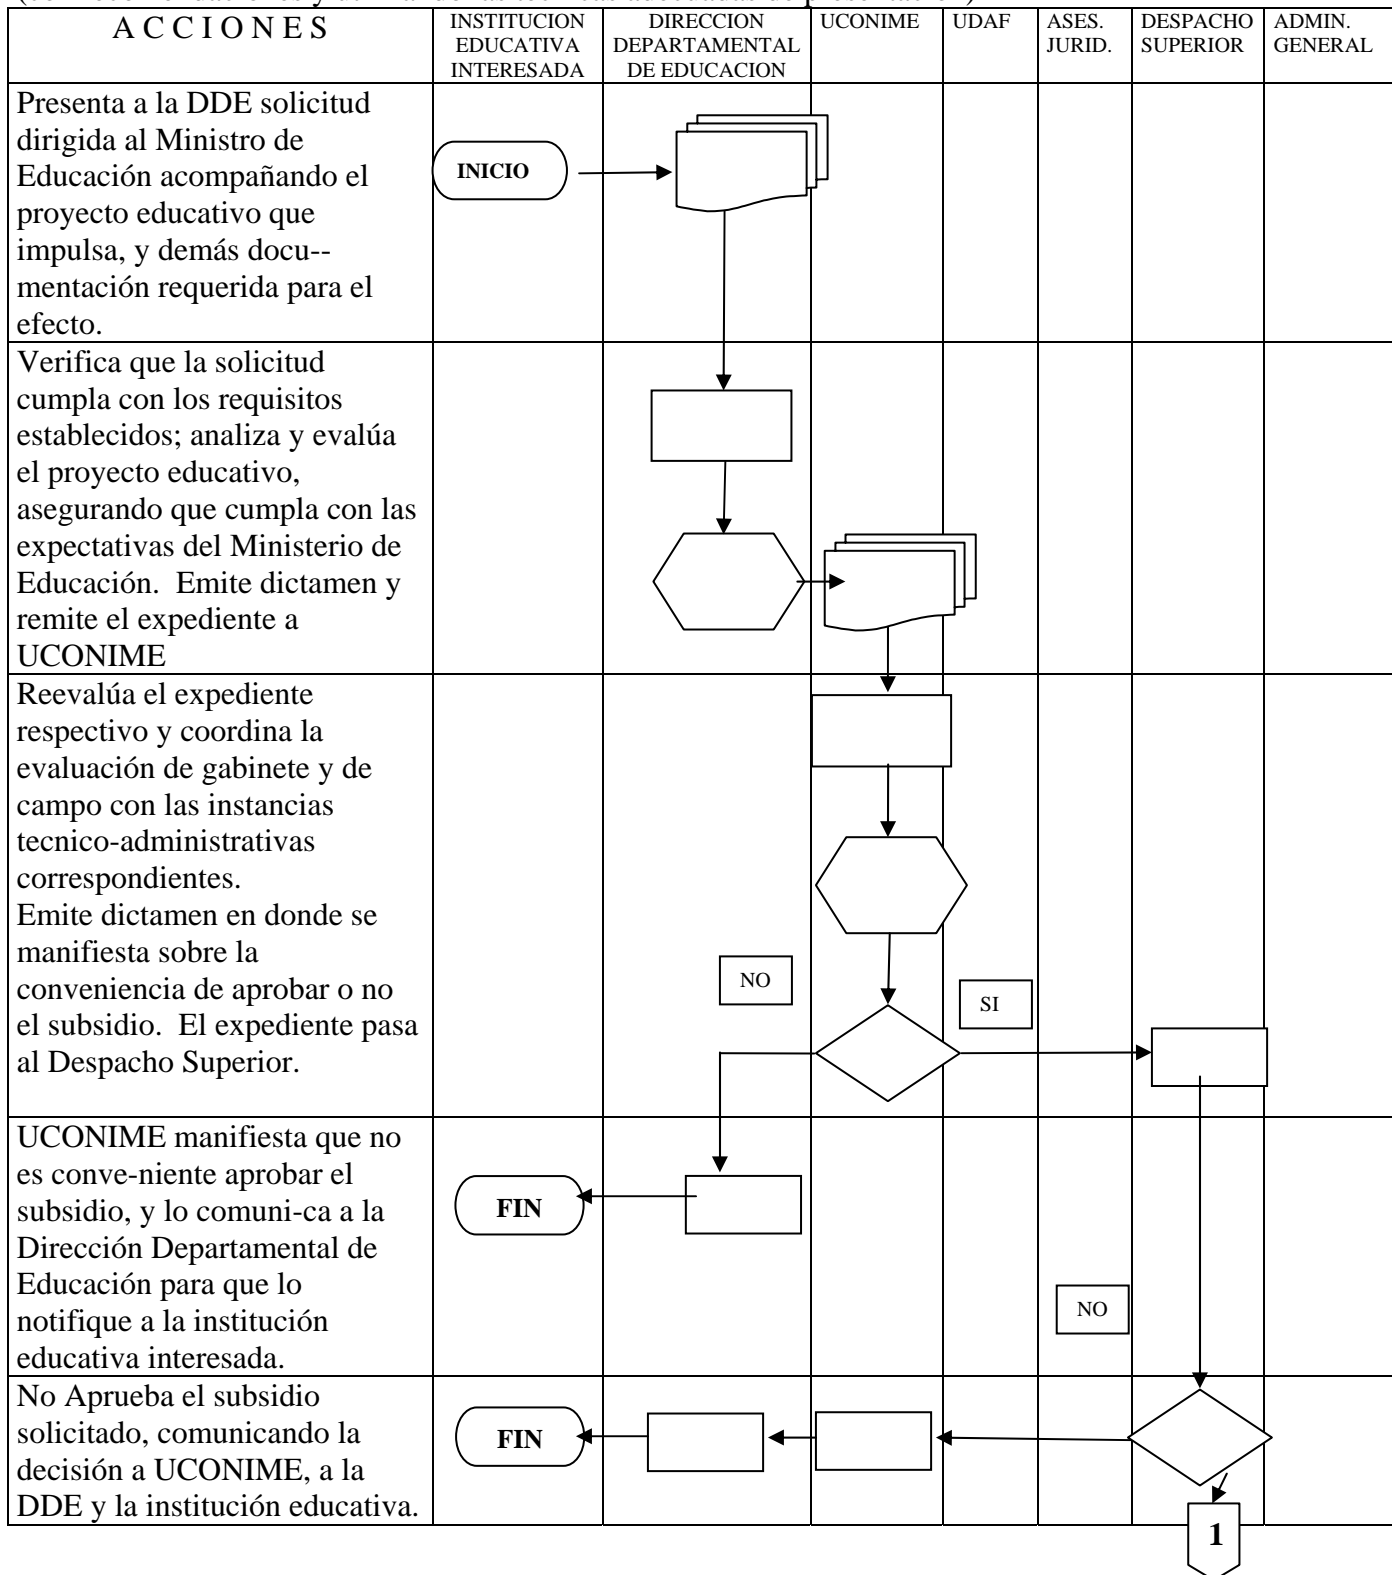 A C C I O N E S
INSTITUCION
EDUCATIVA
INTERESADA
DIRECCION
DEPARTAMENTAL
DE EDUCACION
UCONIME
UDAF
ASES.
JURID.
DESPACHO
SUPERIOR
ADMIN.
GENERAL
Presenta a la DDE solicitud
dirigida al Ministro de
Educación acompañando el
proyecto educativo que
impulsa, y demás docu--
mentación requerida para el
efecto.
INICIO
Verifica que la solicitud
cumpla con los requisitos
establecidos; analiza y evalúa
el proyecto educativo,
asegurando que cumpla con las
expectativas del Ministerio de
Educación. Emite dictamen y
remite el expediente a
UCONIME
Reevalúa el expediente
respectivo y coordina la
evaluación de gabinete y de
campo con las instancias
tecnico-administrativas
correspondientes.
Emite dictamen en donde se
manifiesta sobre la
conveniencia de aprobar o no
el subsidio. El expediente pasa
al Despacho Superior.
NO
SI
UCONIME manifiesta que no
es conve-niente aprobar el
subsidio, y lo comuni-ca a la
Dirección Departamental de
Educación para que lo
notifique a la institución
educativa interesada.
FIN
NO
No Aprueba el subsidio
solicitado, comunicando la
decisión a UCONIME, a la
DDE y la institución educativa.
FIN
1